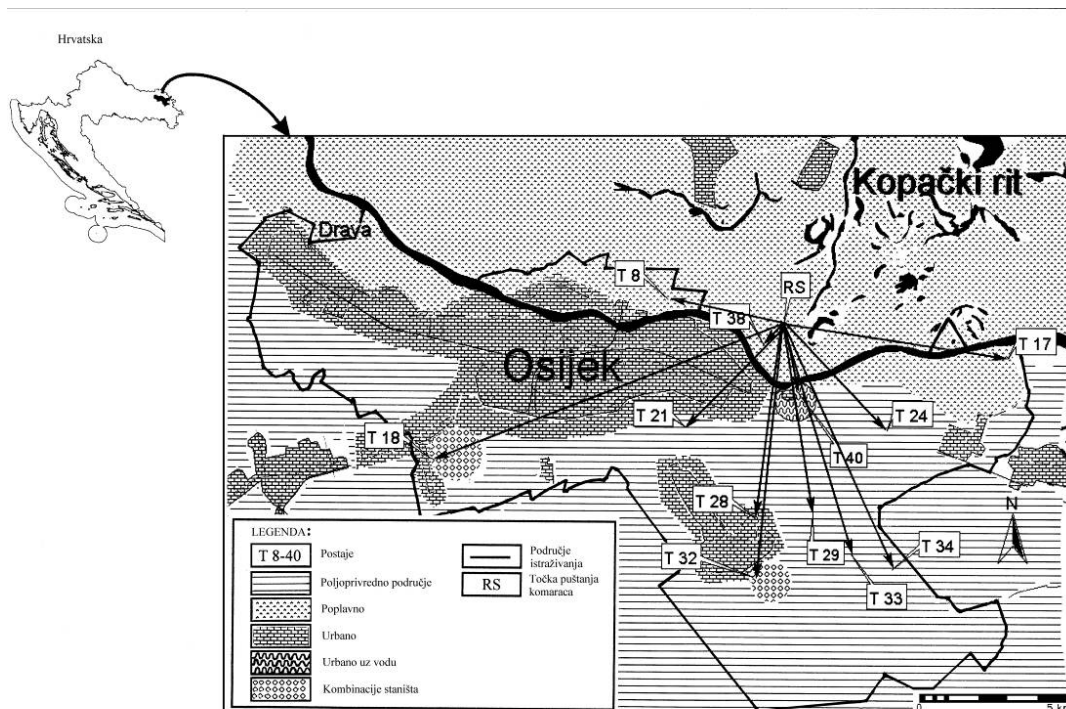 Hrvatska
Kopački rit
Drava
T 8
RS
T 38
T 17
Osijek
T 21
T 24
T 18
T 40
T 28
N
T 29
T 34
T 32
T 33
LEGENDA:
T 8-40
Postaje
Poljoprivredno područje
Poplavno
Urbano
Urbano uz vodu
Kombinacije staništa
Područje
istraživanja
RS
Točka puštanja
komaraca
0
5 k